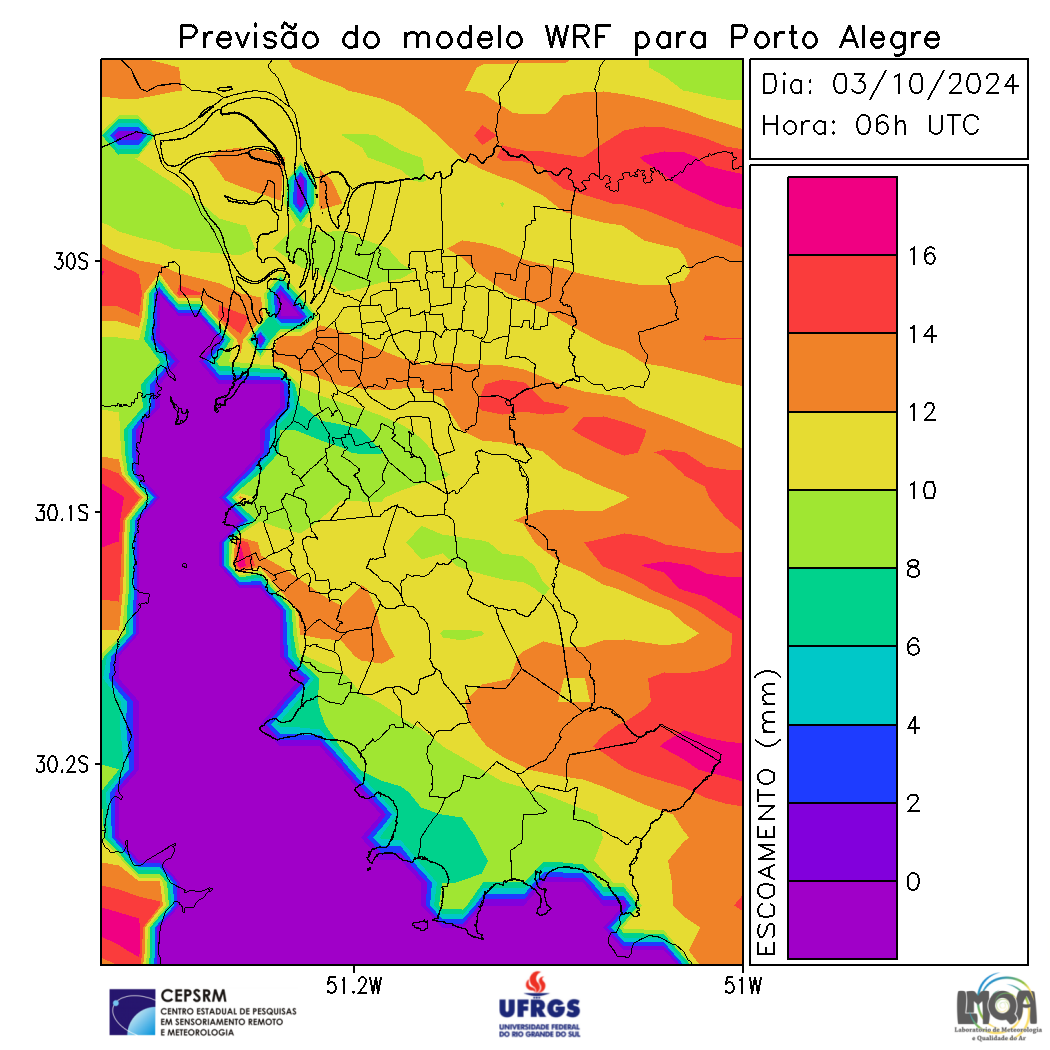 Previsão do modelo WRF para Porto Alegre
Dia: 03/10/2024
Hora: 06h UTC
30S
30.1S
30.2S
51.2W
51W
16
14
12
10
8
6
4
2
0
ESCOAMENTO (mm)
CEPSRM
CENTRO ESTADUAL DE PESQUISAS
EM SENSORIAMENTO REMOTO
E METEOROLOGIA
UFRGS
UNIVERSIDADE FEDERAL
DO RIO GRANDE DO SUL
LMQA
Laboratório de Meteorologia
e Qualidade do Ar